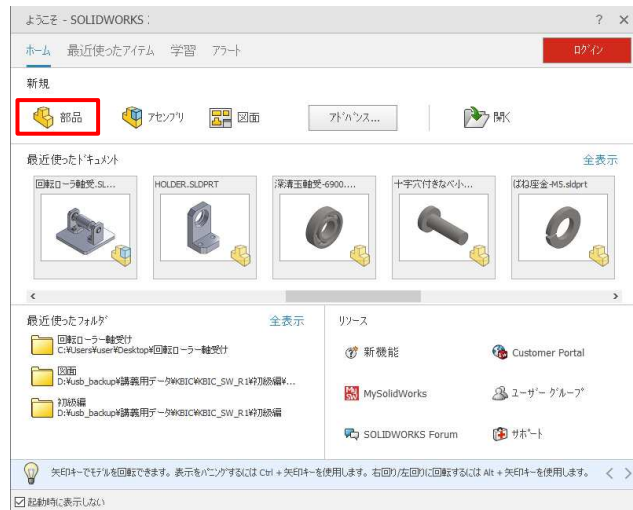 ようこそ - SOLIDWORKS
? ×
ホーム 最近使ったアイテム 学習 アラート ログイン
新規
部品 アセンブリ 図面 アドバンス... 開く
最近使ったドキュメント 全表示
回転ローラ軸受.SL... HOLDER.SLDPRT 深溝玉軸受-6900.... 十字穴付きなべ小... ばね座金-M5.sldprt
最近使ったフォルダ 全表示 リソース
回転ローラー軸受け
C:¥Users¥user¥Desktop¥回転ローラー軸受け
図面
D:¥usb_backup¥講義用データ¥KBIC¥KBIC_SW_R1¥初級編¥...
初級編
D:¥usb_backup¥講義用データ¥KBIC¥KBIC_SW_R1¥初級編
新機能 Customer Portal
MySolidWorks ユーザー グループ
SOLIDWORKS Forum サポート
矢印キーでモデルを回転できます。表示をパニングするには Ctrl + 矢印キーを使用します。右回り/左回りに回転するには Alt + 矢印キーを使用します。
起動時に表示しない